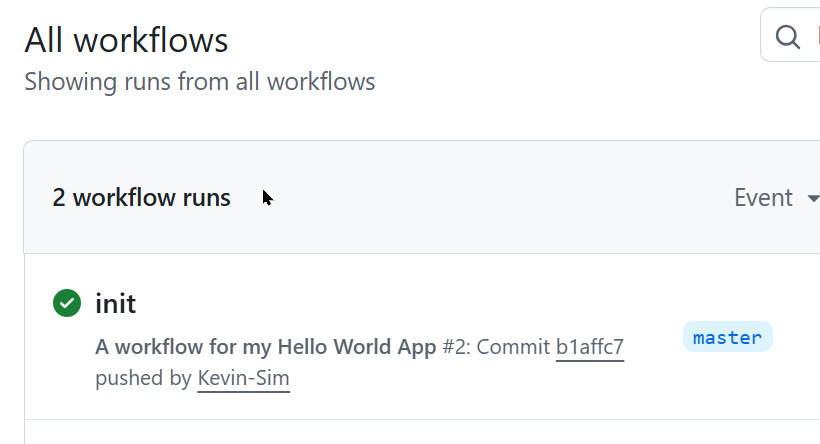 All workflows
Showing runs from all workflows
2 workflow runs
Event
init
A workflow for my Hello World App #2: Commit b1affc7
master
pushed by Kevin-Sim